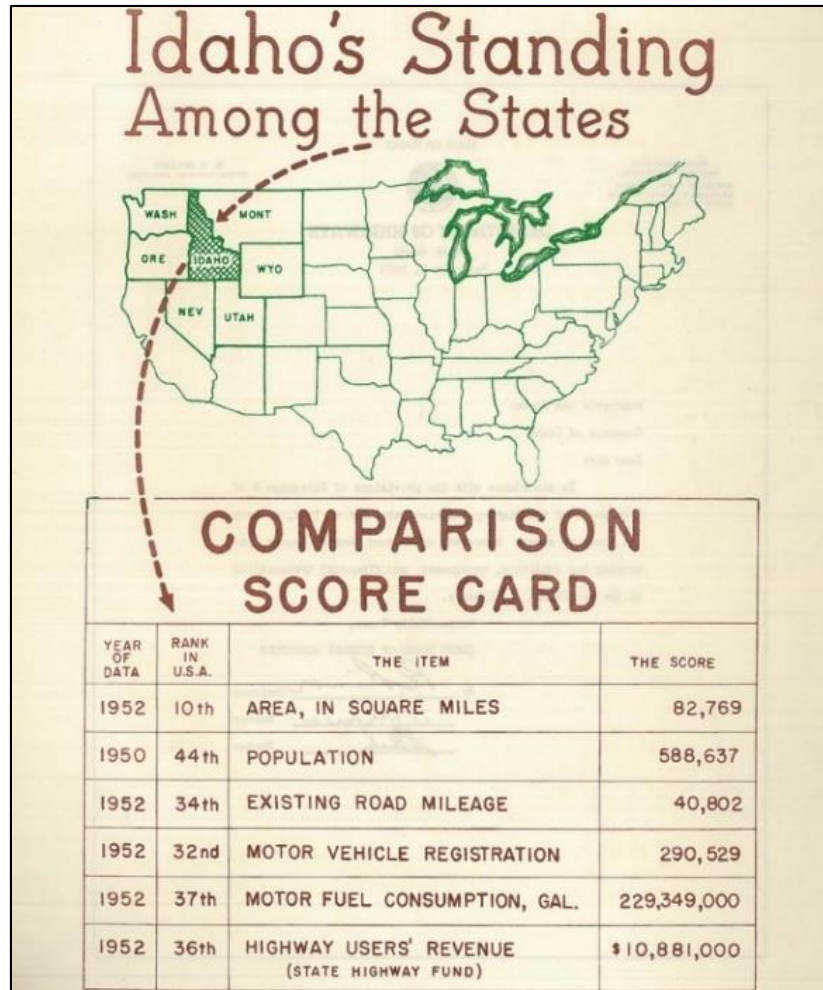 Idaho's Standing
Among the States
WASH
MONT
ORE
IDAHO
WYO
NEV
UTAH
COMPARISON
SCORE CARD
YEAR OF DATA RANK IN U.S.A. THE ITEM THE SCORE
1952 10th AREA, IN SQUARE MILES 82,769
1950 44th POPULATION 588,637
1952 34th EXISTING ROAD MILEAGE 40,802
1952 32nd MOTOR VEHICLE REGISTRATION 290,529
1952 37th MOTOR FUEL CONSUMPTION, GAL. 229,349,000
1952 36th HIGHWAY USERS' REVENUE $10,881,000
(STATE HIGHWAY FUND)